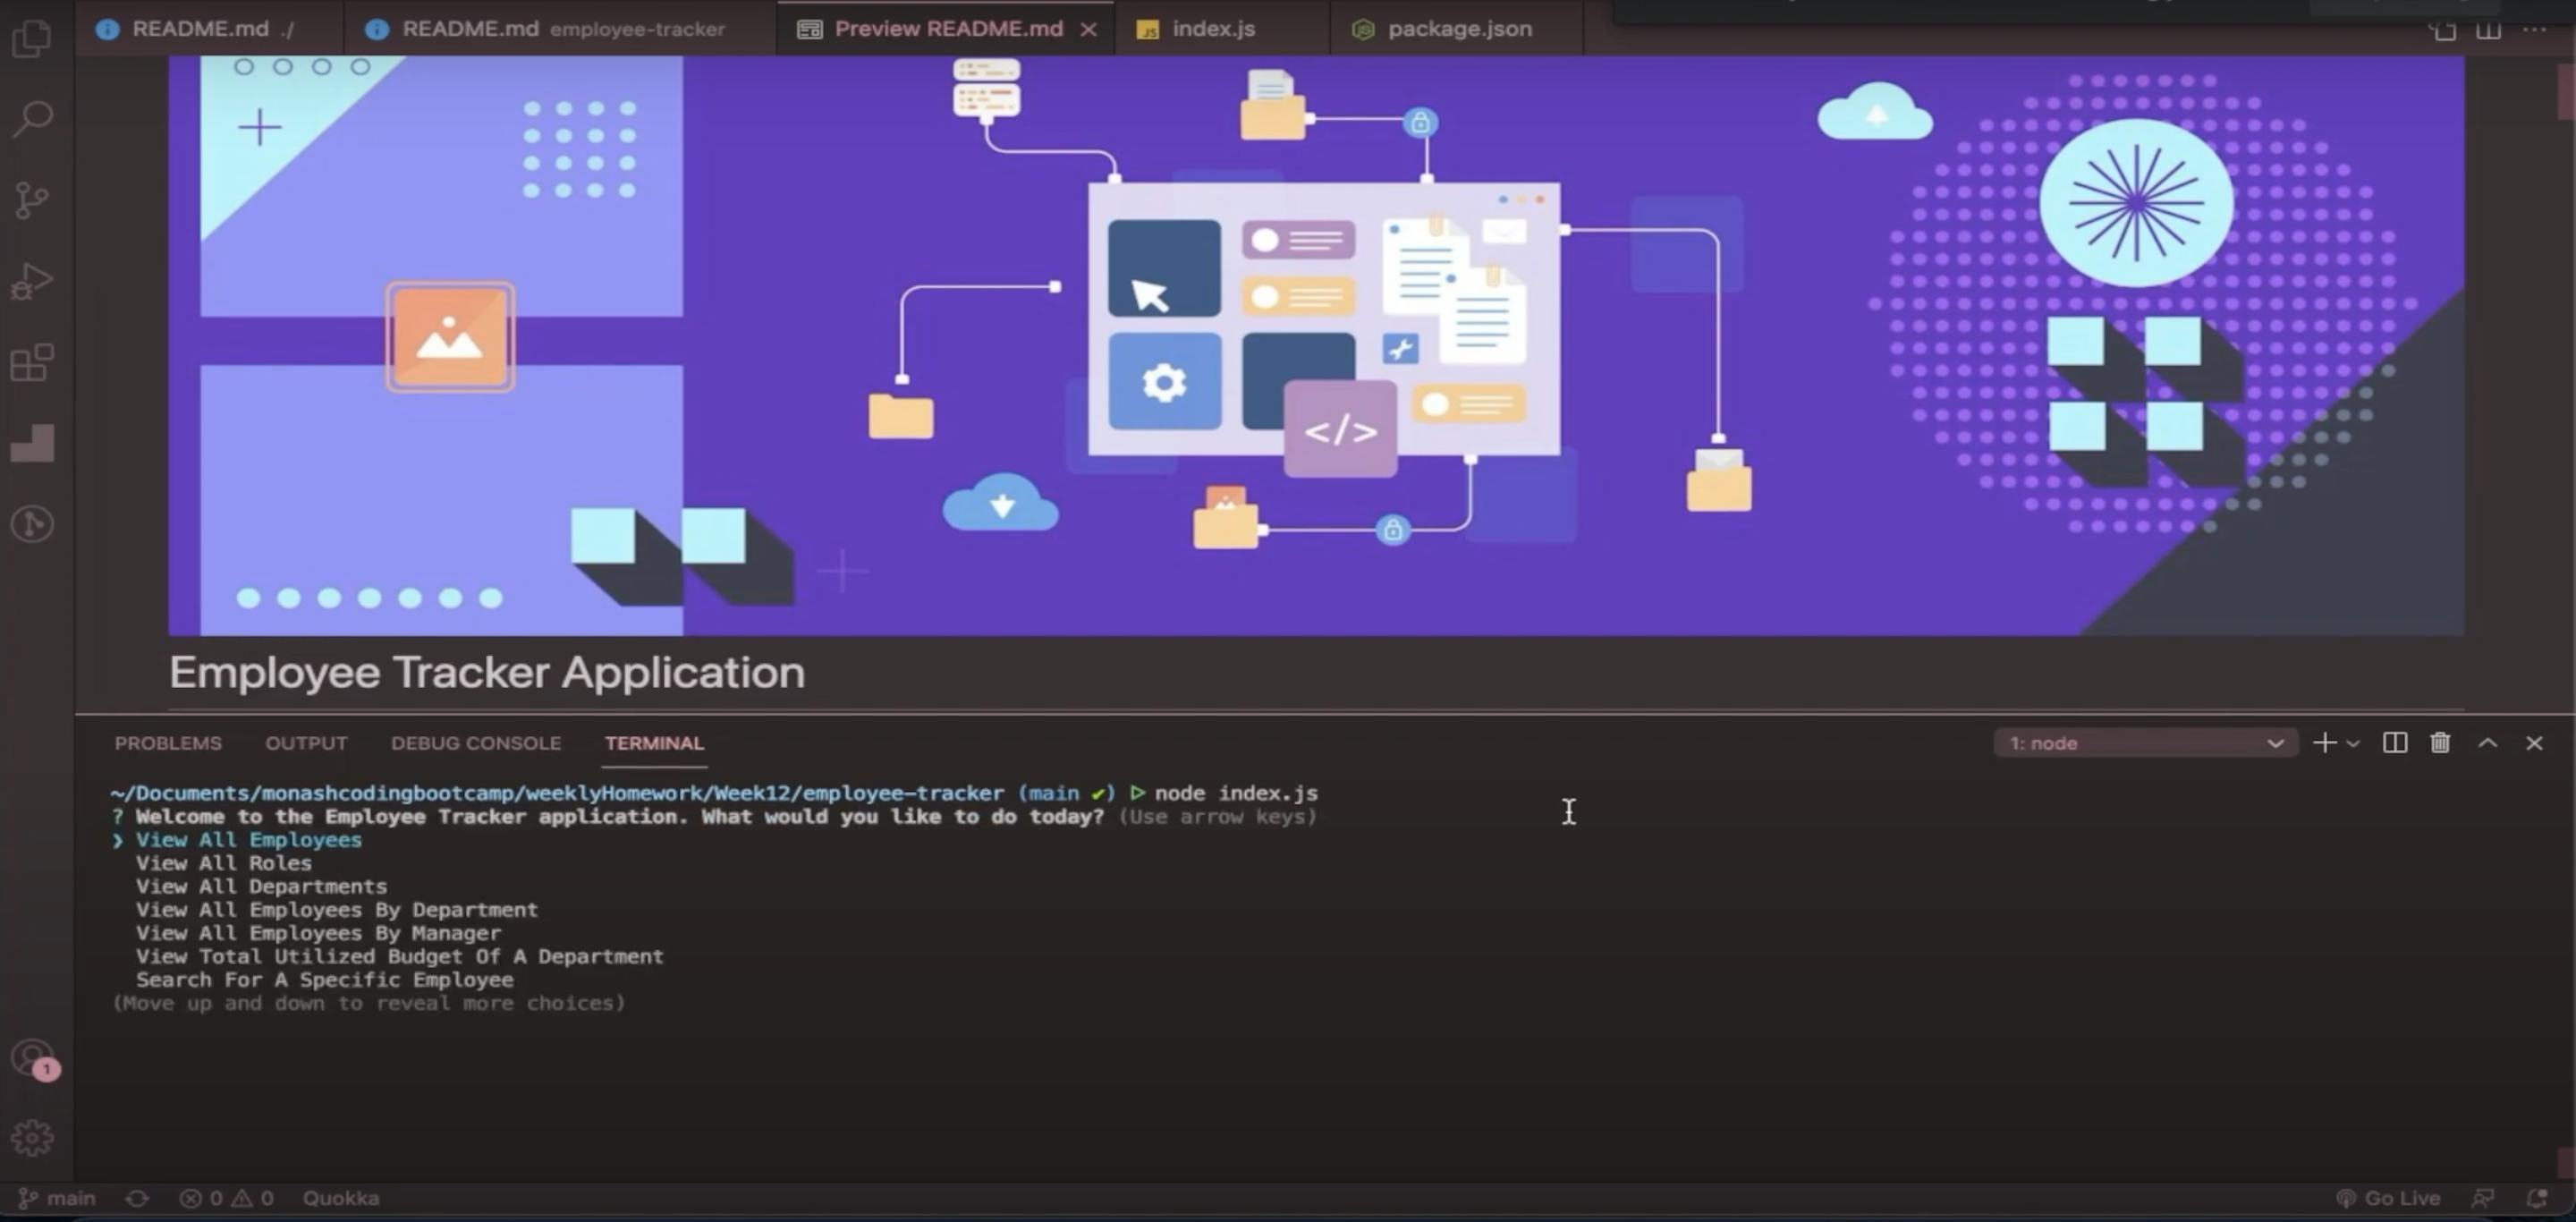 README.md ./
README.md employee-tracker
Preview README.md
JS index.js
package.json
</>
Employee Tracker Application
PROBLEMS OUTPUT DEBUG CONSOLE TERMINAL
1: node
~/Documents/monashcodingbootcamp/weeklyHomework/Week12/employee-tracker (main ✔) ▷ node index.js
? Welcome to the Employee Tracker application. What would you like to do today? (Use arrow keys)
❯ View All Employees
View All Roles
View All Departments
View All Employees By Department
View All Employees By Manager
View Total Utilized Budget Of A Department
Search For A Specific Employee
(Move up and down to reveal more choices)
1
main 0 0 Quokka
Go Live